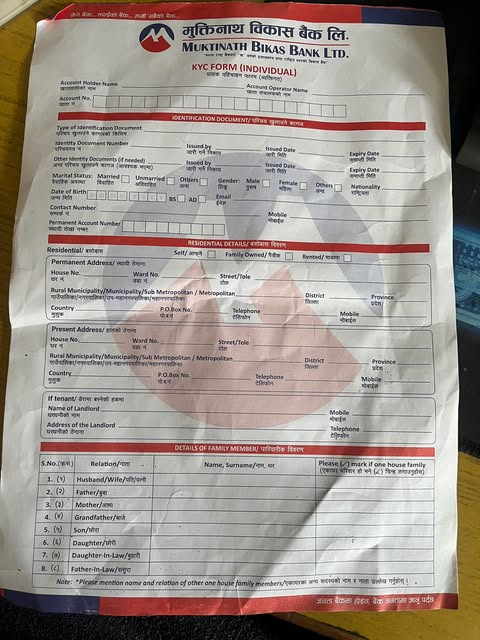 मुक्तिनाथ विकास बैंक लि.
MUKTINATH BIKAS BANK LTD.
KYC FORM (INDIVIDUAL)
ग्राहक पहिचान फाराम (व्यक्तिगत)
Account Holder Name
खातावालाको नाम
Account Operator Name
खाता संचालकको नाम
Account No.
खाता नं
IDENTIFICATION DOCUMENT/ परिचय खुलाउने कागज
Type of Identification Document
परिचय खुलाउने कागजातको किसिम
Identity Document Number Issued by Issued Date Expiry Date
परिचयपत्र नं जारी गर्ने निकाय जारी मिति समाप्ती मिति
Other Identity Documents (if needed) Issued by Issued Date Expiry Date
अन्य परिचय खुलाउने कागजात (आवश्यक भएमा) जारी गर्ने निकाय जारी मिति समाप्ती मिति
Marital Status: Married Unmarried Others Gender: Male Female Others Nationality
वैवाहिक अवस्था विवाहित अविवाहित अन्य लिङ्ग पुरुष महिला अन्य राष्ट्रियता
Date of Birth BS AD Email
जन्म मिति ईमेल
Contact Number Mobile
सम्पर्क नं मोबाईल
Permanent Account Number
स्थायी लेखा नम्बर
RESIDENTIAL DETAILS/ बसोबास विवरण
Residential/ बसोबास Self/ आफ्नै Family Owned/ पैतृक Rented/ भाडामा
Permanent Address/ स्थायी ठेगाना
House No. Ward No. Street/Tole
घर नं. वडा नं टोल
Rural Municipality/Municipality/Sub Metropolitan / Metropolitan District Province
गाउँपालिका/नगरपालिका/उप-महानगरपालिका/महानगरपालिका जिल्ला प्रदेश
Country P.O.Box No. Telephone Mobile
मुलुक पो.ब.नं टेलिफोन मोबाईल
Present Address/ हालको ठेगाना
House No. Ward No. Street/Tole
घर नं. वडा नं टोल
Rural Municipality/Municipality/Sub Metropolitan / Metropolitan District Province
गाउँपालिका/नगरपालिका/उप-महानगरपालिका/महानगरपालिका जिल्ला प्रदेश
Country P.O.Box No. Telephone Mobile
मुलुक पो.ब.नं टेलिफोन मोबाईल
If tenant/ डेरामा बस्नेको हकमा
Name of Landlord Mobile
घरधनीको नाम मोबाईल
Address of the Landlord Telephone
घरधनीको ठेगाना टेलिफोन
DETAILS OF FAMILY MEMBER/ पारिवारिक विवरण
S.No.(क्रसं) Relation/नाता Name, Surname/नाम, थर Please (✓) mark if one house family
(एकाघर परिवार हो भने (✓) चिन्ह लगाउनुहोस)
1. (१) Husband/Wife/पति/पत्नी
2. (२) Father/बुबा
3. (३) Mother/आमा
4. (४) Grandfather/बाजे
5. (५) Son/छोरा
6. (६) Daughter/छोरी
7. (७) Daughter-In-Law/बुहारी
8. (८) Father-In-Law/ससुरा
Note: *Please mention name and relation of other one house family members/एकाघरका अन्य सदस्यको नाम र नाता उल्लेख गर्नुहोस् ।
जनता बैंकमा होइन, बैंक जनतामा जानु पर्दछ